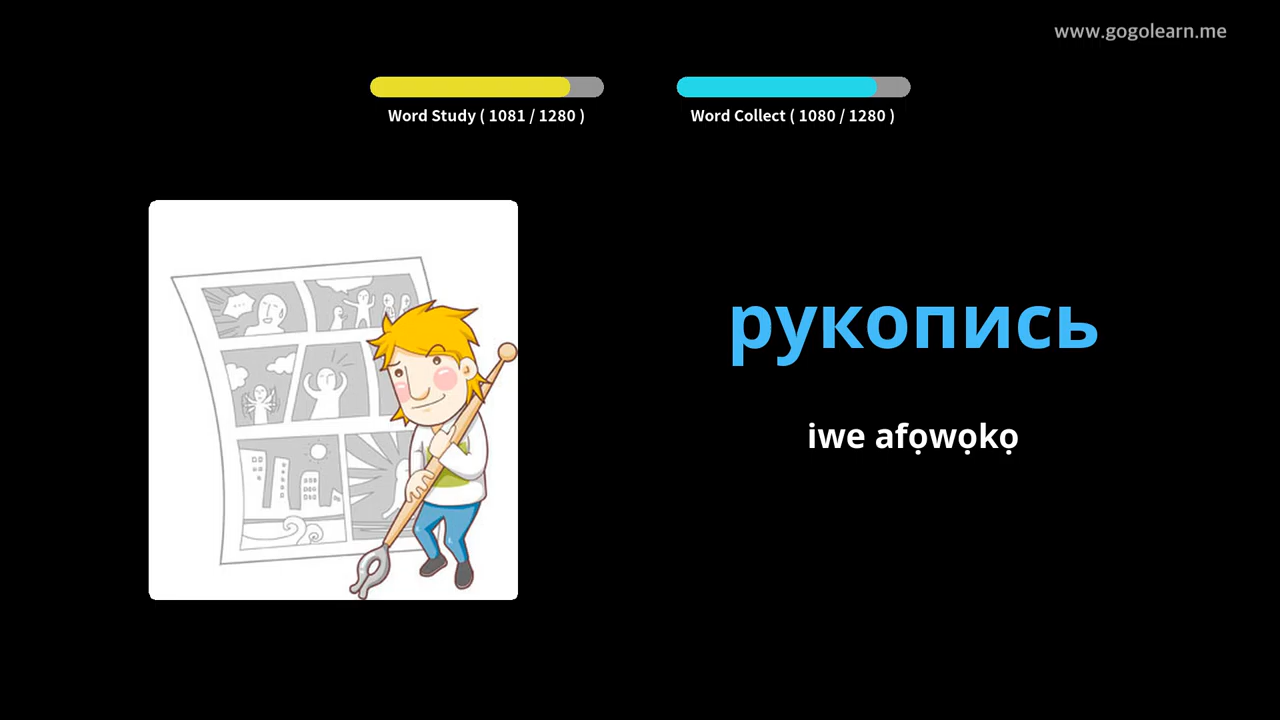 www.gogolearn.me
Word Study ( 1081 / 1280 )
Word Collect ( 1080 / 1280 )
рукопись
iwe afọwọkọ